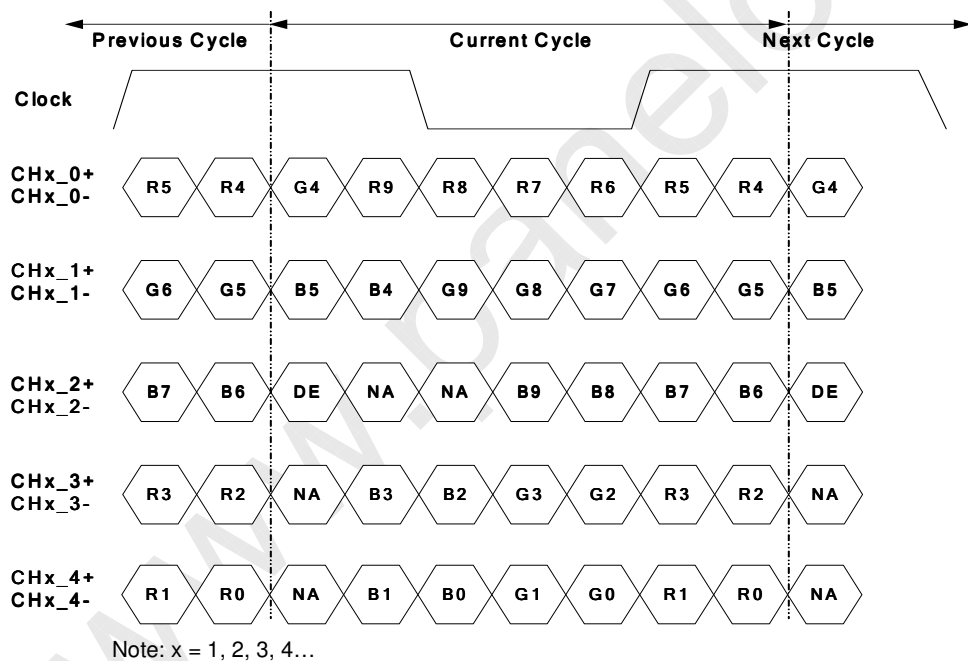 Previous Cycle Current Cycle Next Cycle
Clock
CHx_0+
CHx_0-
R5 R4 G4 R9 R8 R7 R6 R5 R4 G4
CHx_1+
CHx_1-
G6 G5 B5 B4 G9 G8 G7 G6 G5 B5
CHx_2+
CHx_2-
B7 B6 DE NA NA B9 B8 B7 B6 DE
CHx_3+
CHx_3-
R3 R2 NA B3 B2 G3 G2 R3 R2 NA
CHx_4+
CHx_4-
R1 R0 NA B1 B0 G1 G0 R1 R0 NA
Note: x = 1, 2, 3, 4…